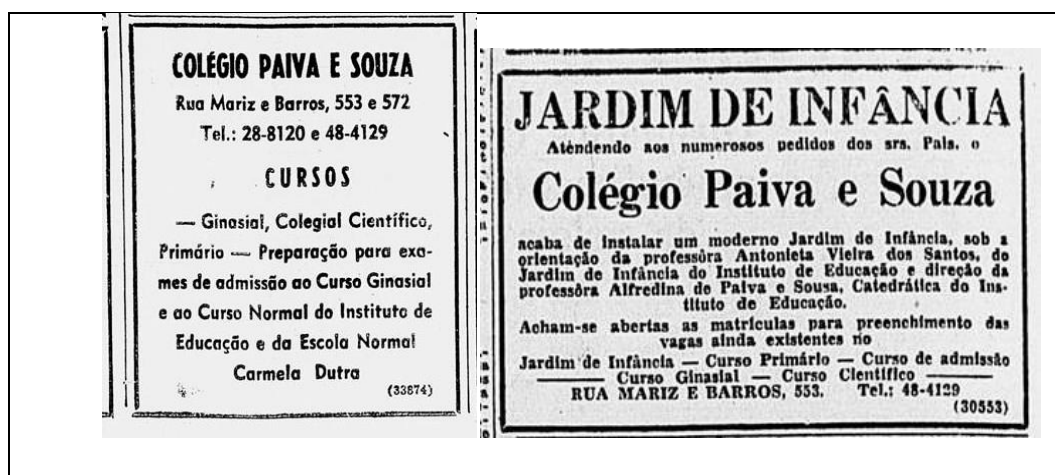 COLÉGIO PAIVA E SOUZA
Rua Mariz e Barros, 553 e 572
Tel.: 28-8120 e 48-4129
CURSOS
— Ginasial, Colegial Científico,
Primário — Preparação para exa-
mes de admissão ao Curso Ginasial
e ao Curso Normal do Instituto de
Educação e da Escola Normal
Carmela Dutra
(33874)
JARDIM DE INFÂNCIA
Aténdendo aos numerosos pedidos dos srs. Pais, o
Colégio Paiva e Souza
acaba de instalar um moderno Jardim de Infância, sob a
orientação da professôra Antonieta Vieira dos Santos, do
Jardim de Infância do Instituto de Educação e direção da
professôra Alfredina de Paiva e Sousa, Catedrática do Ins-
tituto de Educação.
Acham-se abertas as matrículas para preenchimento das
vagas ainda existentes no
Jardim de Infância — Curso Primário — Curso de admissão
——— Curso Ginasial — Curso Científico ———
RUA MARIZ E BARROS, 553. Tel.: 48-4129
(30553)